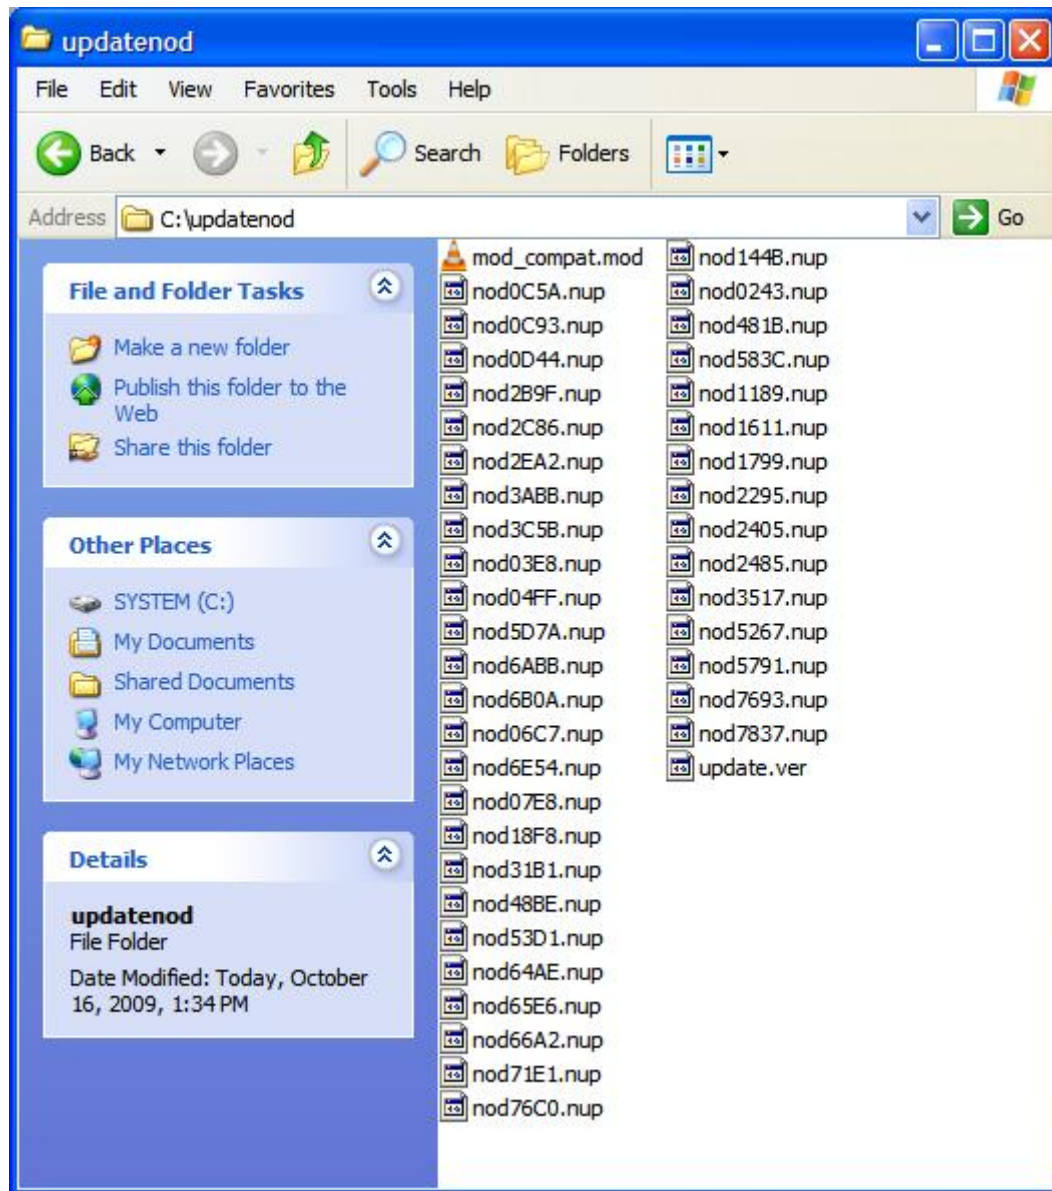 updatenod
File Edit View Favorites Tools Help
Back Search Folders
Address C:\updatenod Go
File and Folder Tasks
Make a new folder
Publish this folder to the
Web
Share this folder
Other Places
SYSTEM (C:)
My Documents
Shared Documents
My Computer
My Network Places
Details
updatenod
File Folder
Date Modified: Today, October
16, 2009, 1:34 PM
mod_compat.mod
nod0C5A.nup
nod0C93.nup
nod0D44.nup
nod2B9F.nup
nod2C86.nup
nod2EA2.nup
nod3ABB.nup
nod3C5B.nup
nod03E8.nup
nod04FF.nup
nod5D7A.nup
nod6ABB.nup
nod6B0A.nup
nod06C7.nup
nod6E54.nup
nod07E8.nup
nod18F8.nup
nod31B1.nup
nod48BE.nup
nod53D1.nup
nod64AE.nup
nod65E6.nup
nod66A2.nup
nod71E1.nup
nod76C0.nup
nod144B.nup
nod0243.nup
nod481B.nup
nod583C.nup
nod1189.nup
nod1611.nup
nod1799.nup
nod2295.nup
nod2405.nup
nod2485.nup
nod3517.nup
nod5267.nup
nod5791.nup
nod7693.nup
nod7837.nup
update.ver